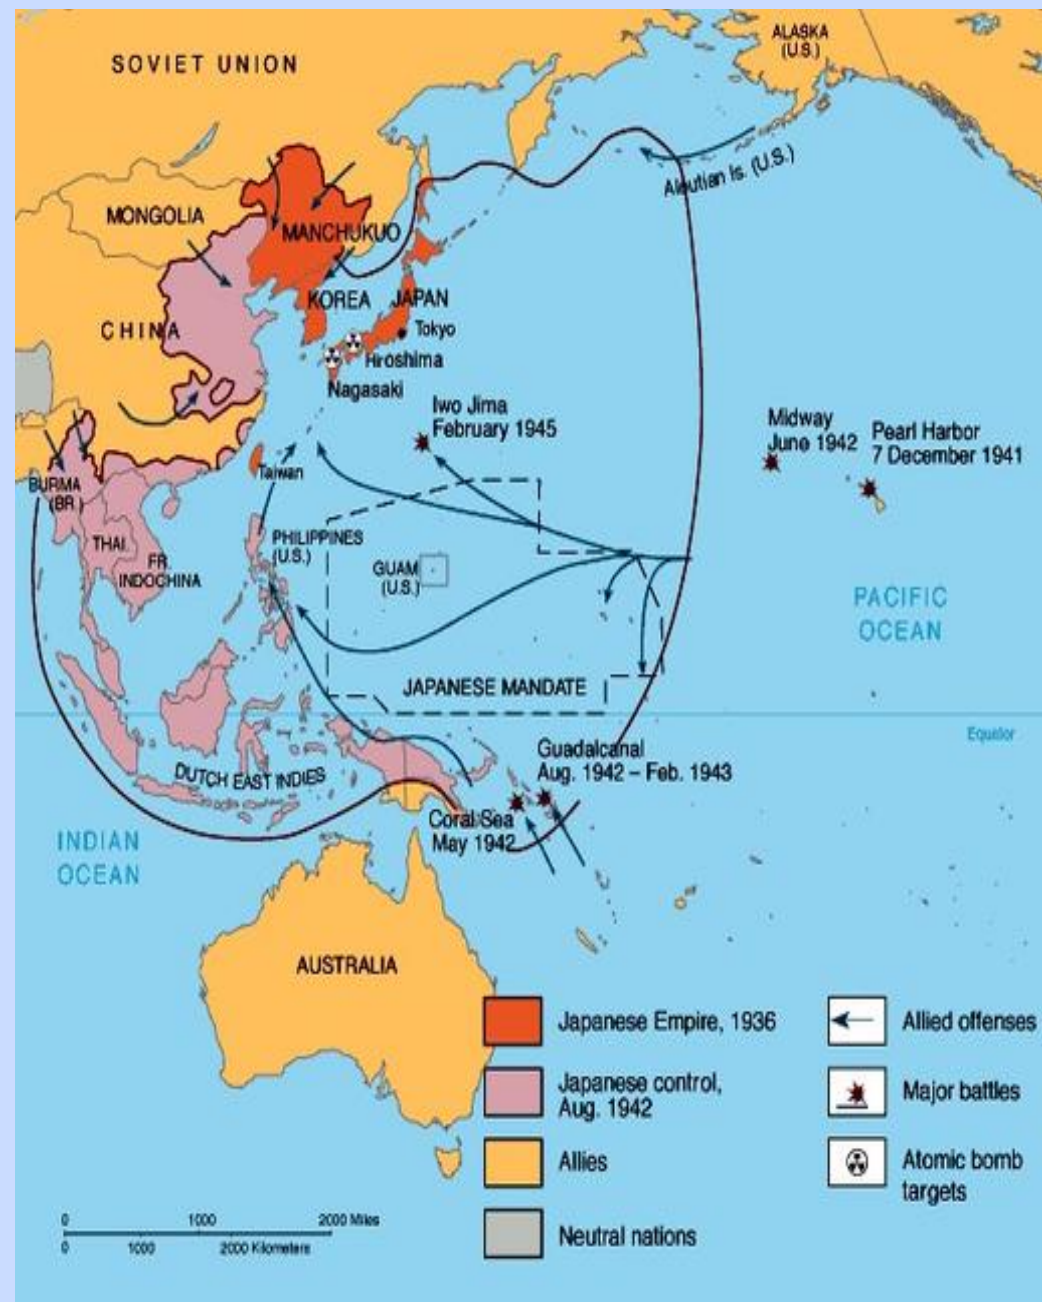 ALASKA
(U.S.)
SOVIET UNION
Aleutian Is. (U.S.)
MONGOLIA
MANCHUKUO
KOREA
JAPAN
CHINA
Tokyo
Hiroshima
Nagasaki
Iwo Jima
February 1945
Midway
June 1942
Pearl Harbor
7 December 1941
Taiwan
BURMA
(BR.)
PHILIPPINES
(U.S.)
THAI.
FR.
INDOCHINA
GUAM
(U.S.)
PACIFIC
OCEAN
JAPANESE MANDATE
Equator
Guadalcanal
Aug. 1942 – Feb. 1943
DUTCH EAST INDIES
Coral Sea
May 1942
INDIAN
OCEAN
AUSTRALIA
Japanese Empire, 1936
Japanese control,
Aug. 1942
Allies
Neutral nations
Allied offenses
Major battles
Atomic bomb
targets
0 1000 2000 Miles
0 1000 2000 Kilometers